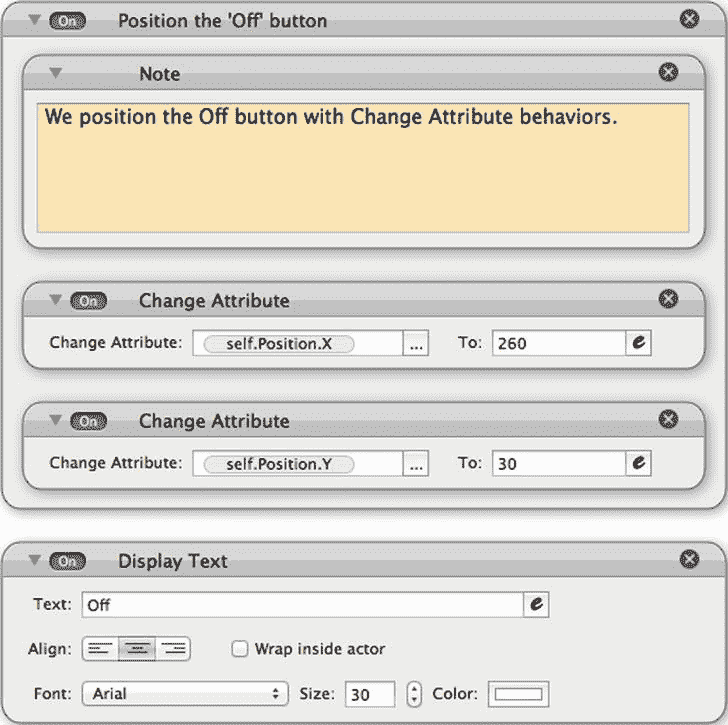 On Position the 'Off' button
Note
We position the Off button with Change Attribute behaviors.
On Change Attribute
Change Attribute: self.Position.X ... To: 260 e
On Change Attribute
Change Attribute: self.Position.Y ... To: 30 e
On Display Text
Text: Off e
Align: Wrap inside actor
Font: Arial Size: 30 Color: